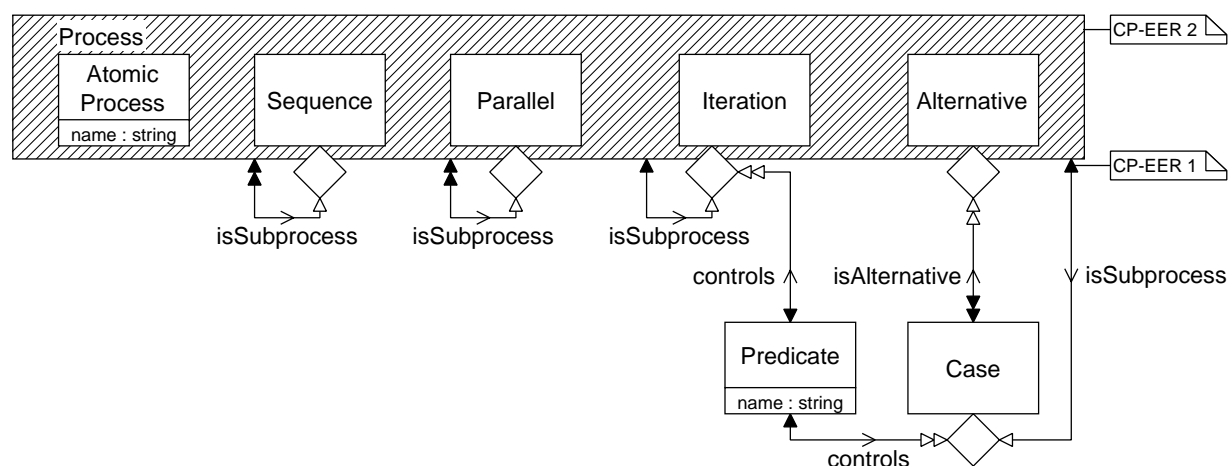 Process
CP-EER 2
Atomic
Process
name : string
Sequence
Parallel
Iteration
Alternative
CP-EER 1
isSubprocess
isSubprocess
isSubprocess
controls
isAlternative
isSubprocess
Predicate
name : string
Case
controls